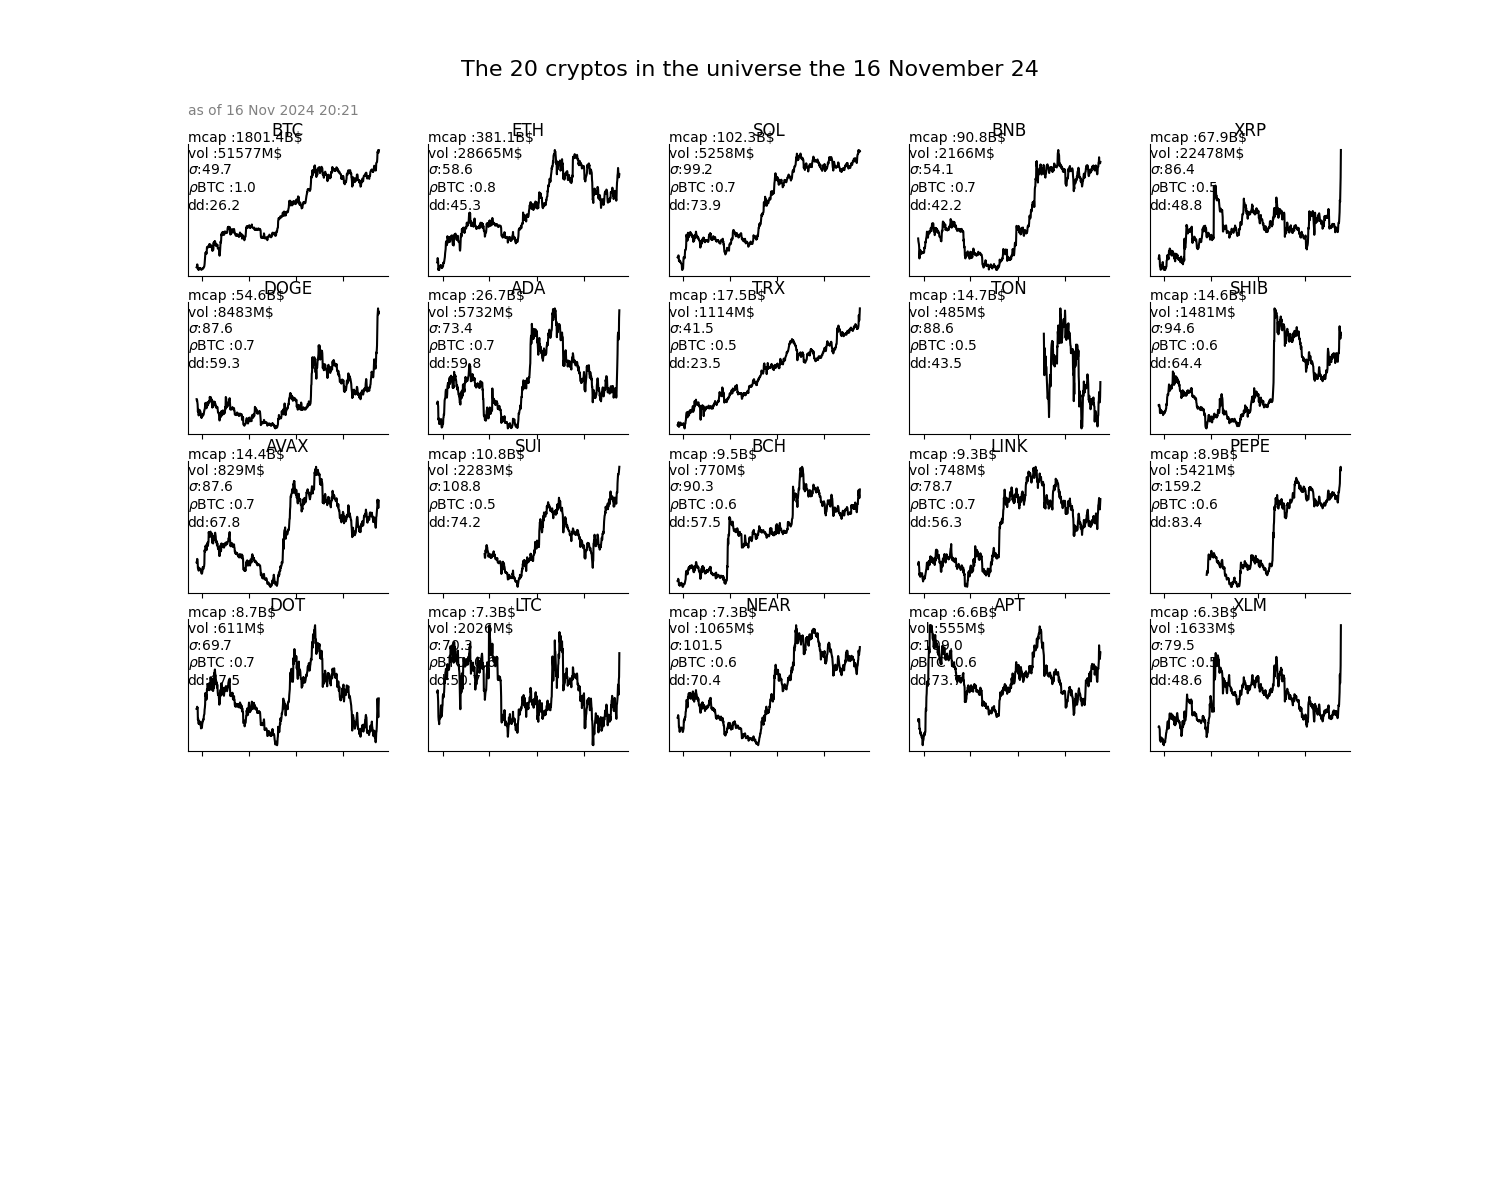 The 20 cryptos in the universe the 16 November 24
as of 16 Nov 2024 20:21
BTC
mcap :1801.4B$
vol :51577M$
σ:49.7
ρBTC :1.0
dd:26.2
ETH
mcap :381.1B$
vol :28665M$
σ:58.6
ρBTC :0.8
dd:45.3
SOL
mcap :102.3B$
vol :5258M$
σ:99.2
ρBTC :0.7
dd:73.9
BNB
mcap :90.8B$
vol :2166M$
σ:54.1
ρBTC :0.7
dd:42.2
XRP
mcap :67.9B$
vol :22478M$
σ:86.4
ρBTC :0.5
dd:48.8
DOGE
mcap :54.6B$
vol :8483M$
σ:87.6
ρBTC :0.7
dd:59.3
ADA
mcap :26.7B$
vol :5732M$
σ:73.4
ρBTC :0.7
dd:59.8
TRX
mcap :17.5B$
vol :1114M$
σ:41.5
ρBTC :0.5
dd:23.5
TON
mcap :14.7B$
vol :485M$
σ:88.6
ρBTC :0.5
dd:43.5
SHIB
mcap :14.6B$
vol :1481M$
σ:94.6
ρBTC :0.6
dd:64.4
AVAX
mcap :14.4B$
vol :829M$
σ:87.6
ρBTC :0.7
dd:67.8
SUI
mcap :10.8B$
vol :2283M$
σ:108.8
ρBTC :0.5
dd:74.2
BCH
mcap :9.5B$
vol :770M$
σ:90.3
ρBTC :0.6
dd:57.5
LINK
mcap :9.3B$
vol :748M$
σ:78.7
ρBTC :0.7
dd:56.3
PEPE
mcap :8.9B$
vol :5421M$
σ:159.2
ρBTC :0.6
dd:83.4
DOT
mcap :8.7B$
vol :611M$
σ:69.7
ρBTC :0.7
LTC
mcap :7.3B$
vol :2026M$
σ:70.3
NEAR
mcap :7.3B$
vol :1065M$
σ:101.5
ρBTC :0.6
dd:70.4
APT
mcap :6.6B$
vol :555M$
ρBTC :0.6
XLM
mcap :6.3B$
vol :1633M$
σ:79.5
ρBTC :0.5
dd:48.6